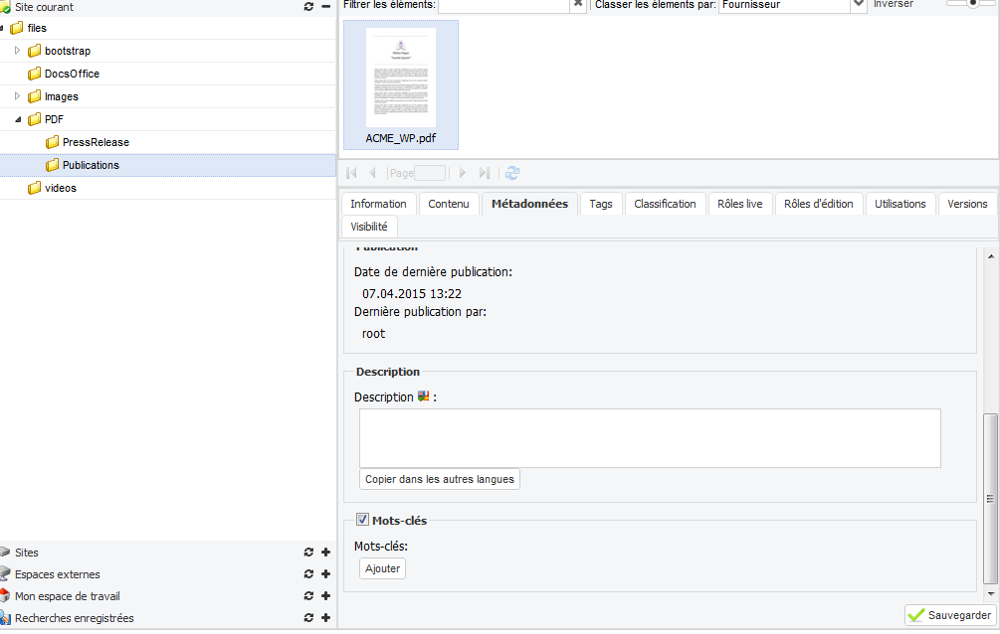 Site courant
files
bootstrap
DocsOffice
Images
PDF
PressRelease
Publications
videos
Sites
Espaces externes
Mon espace de travail
Recherches enregistrées
Filtrer les éléments: Classer les élements par: Fournisseur Inverser
ACME_WP.pdf
Page
Information Contenu Métadonnées Tags Classification Rôles live Rôles d'édition Utilisations Versions
Visibilité
Publication
Date de dernière publication:
07.04.2015 13:22
Dernière publication par:
root
Description
Description :
Copier dans les autres langues
Mots-clés
Mots-clés:
Ajouter
Sauvegarder